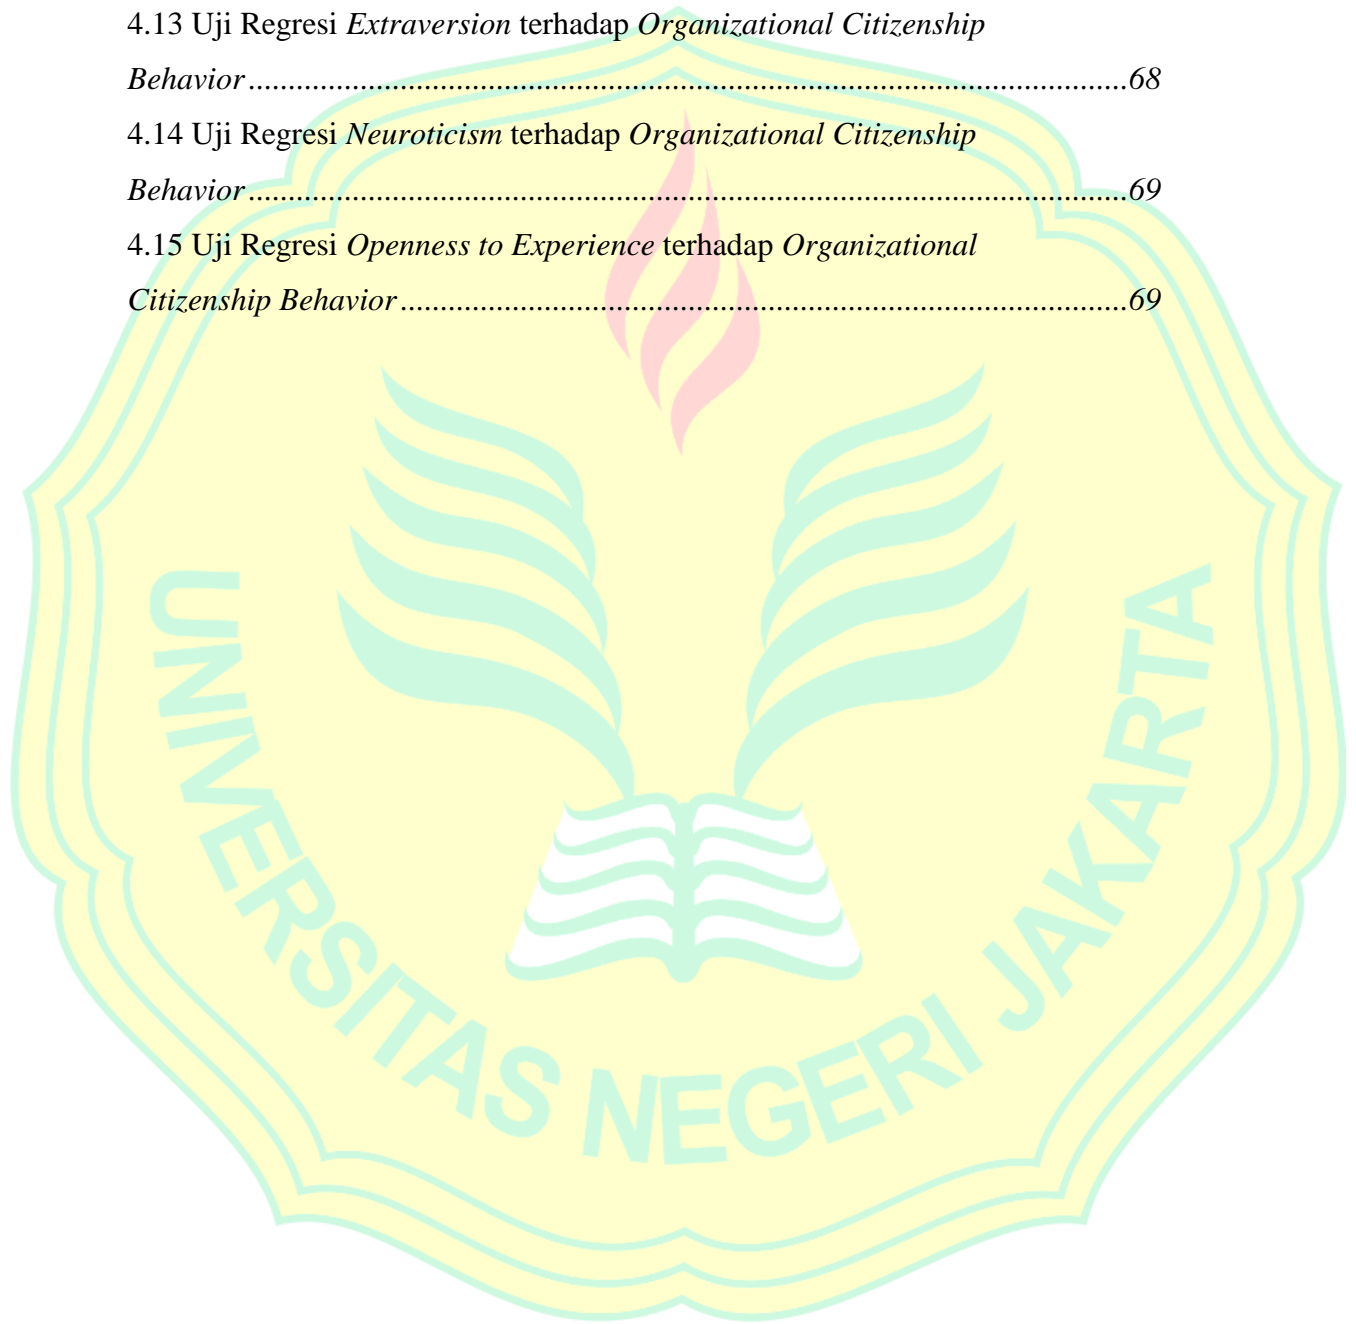 4.13 Uji Regresi Extraversion terhadap Organizational Citizenship
Behavior..............................................................................................................68
4.14 Uji Regresi Neuroticism terhadap Organizational Citizenship
Behavior..............................................................................................................69
4.15 Uji Regresi Openness to Experience terhadap Organizational
Citizenship Behavior...........................................................................................69
UNIVERSITAS NEGERI JAKARTA